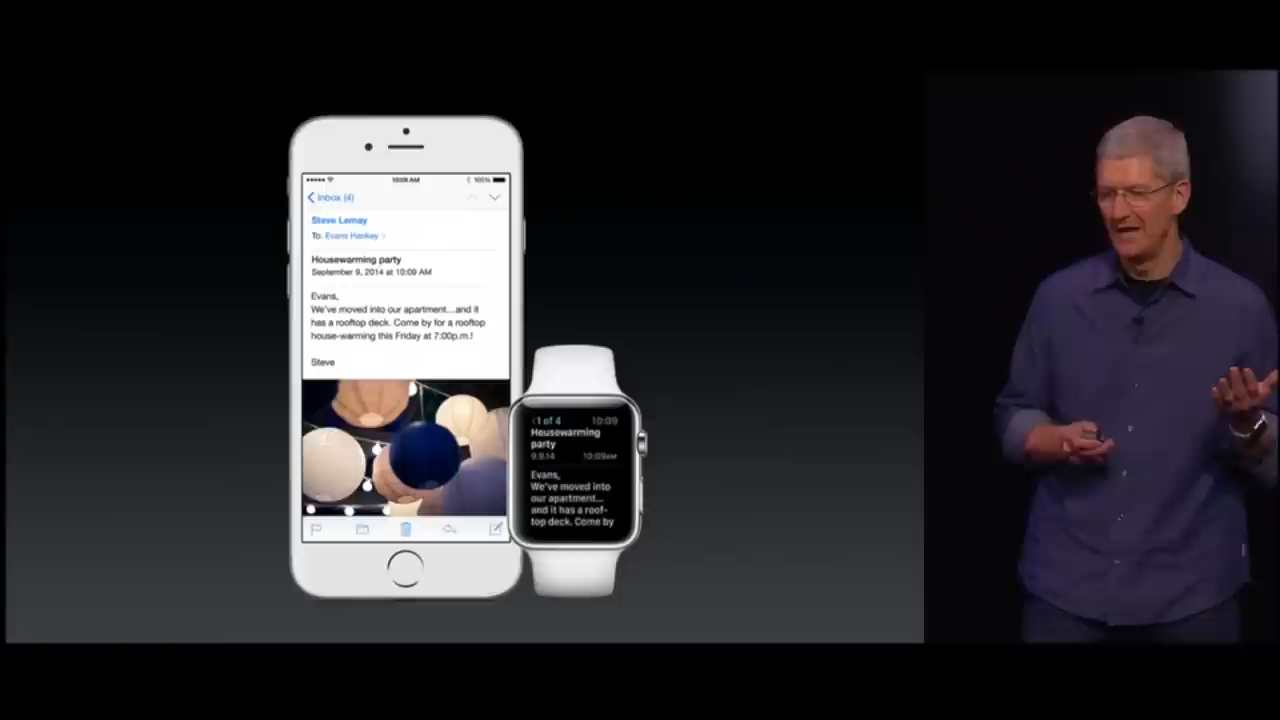 10:09 AM
100%
Inbox (4)
Steve Lemay
To: Evans Hankey
Housewarming party
September 9, 2014 at 10:09 AM
Evans,
We've moved into our apartment...and it
has a rooftop deck. Come by for a rooftop
house-warming this Friday at 7:00p.m.!
Steve
1 of 4 10:09
Housewarming
party
9.9.14 10:09AM
Evans,
We've moved into
our apartment...
and it has a roof-
top deck. Come by